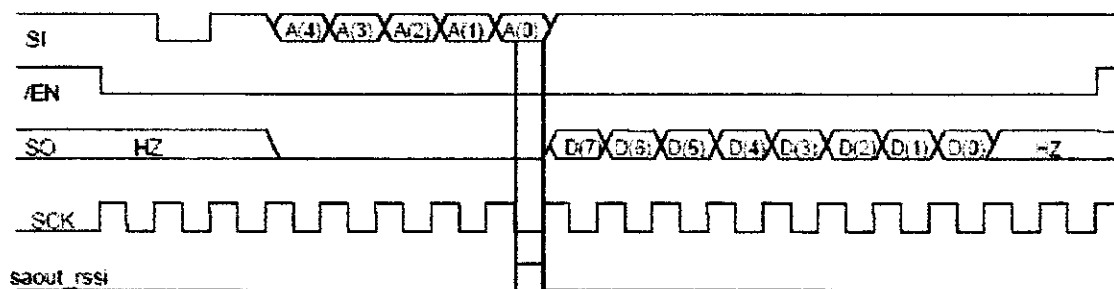 SI A(4) A(3) A(2) A(1) A(0)
/EN
SO HZ D(7) D(6) D(5) D(4) D(3) D(2) D(1) D(0) HZ
SCK
saout_rssi